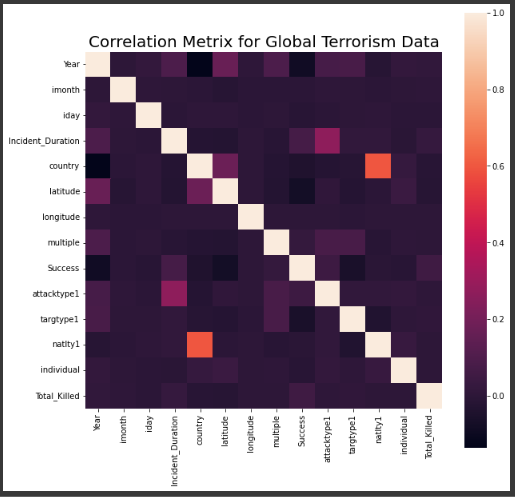 Correlation Metrix for Global Terrorism Data
Year
imonth
iday
Incident_Duration
country
latitude
longitude
multiple
Success
attacktype1
targtype1
natlty1
individual
Total_Killed
Year
imonth
iday
Incident_Duration
country
latitude
longitude
multiple
Success
attacktype1
targtype1
natlty1
individual
Total_Killed
1.0
0.8
0.6
0.4
0.2
0.0